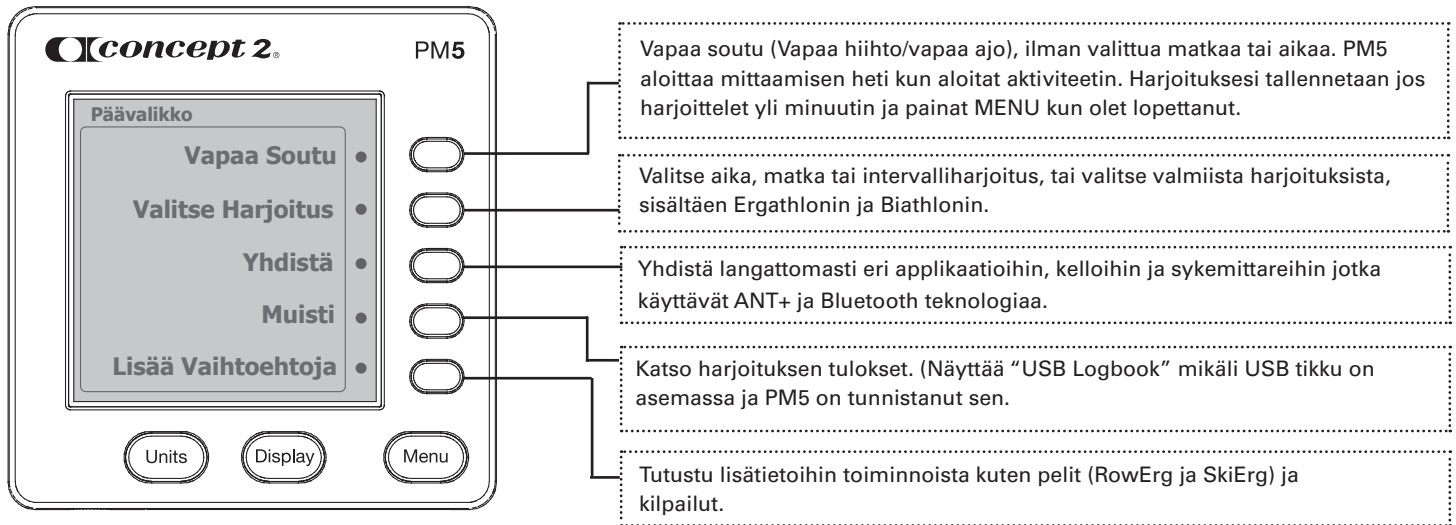 concept 2®
PM5
Päävalikko
Vapaa Soutu
Valitse Harjoitus
Yhdistä
Muisti
Lisää Vaihtoehtoja
Units
Display
Menu
Vapaa soutu (Vapaa hiihto/vapaa ajo), ilman valittua matkaa tai aikaa. PM5
aloittaa mittaamisen heti kun aloitat aktiviteetin. Harjoituksesi tallennetaan jos
harjoittelet yli minuutin ja painat MENU kun olet lopettanut.
Valitse aika, matka tai intervalliharjoitus, tai valitse valmiista harjoituksista,
sisältäen Ergathlonin ja Biathlonin.
Yhdistä langattomasti eri applikaatioihin, kelloihin ja sykemittareihin jotka
käyttävät ANT+ ja Bluetooth teknologiaa.
Katso harjoituksen tulokset. (Näyttää “USB Logbook” mikäli USB tikku on
asemassa ja PM5 on tunnistanut sen.
Tutustu lisätietoihin toiminnoista kuten pelit (RowErg ja SkiErg) ja
kilpailut.